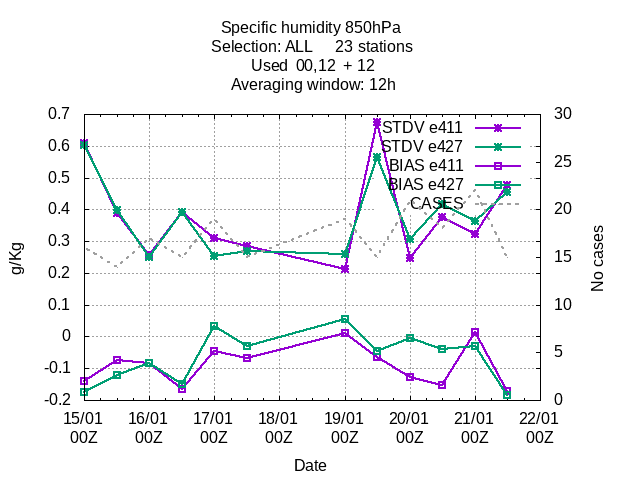 Specific humidity 850hPa
Selection: ALL 23 stations
Used 00,12 + 12
Averaging window: 12h
0.7
0.6
0.5
0.4
0.3
0.2
0.1
0
-0.1
-0.2
g/Kg
30
25
20
15
10
5
0
No cases
STDV e411
STDV e427
BIAS e411
BIAS e427
CASES
15/01 16/01 17/01 18/01 19/01 20/01 21/01 22/01
00Z 00Z 00Z 00Z 00Z 00Z 00Z 00Z
Date